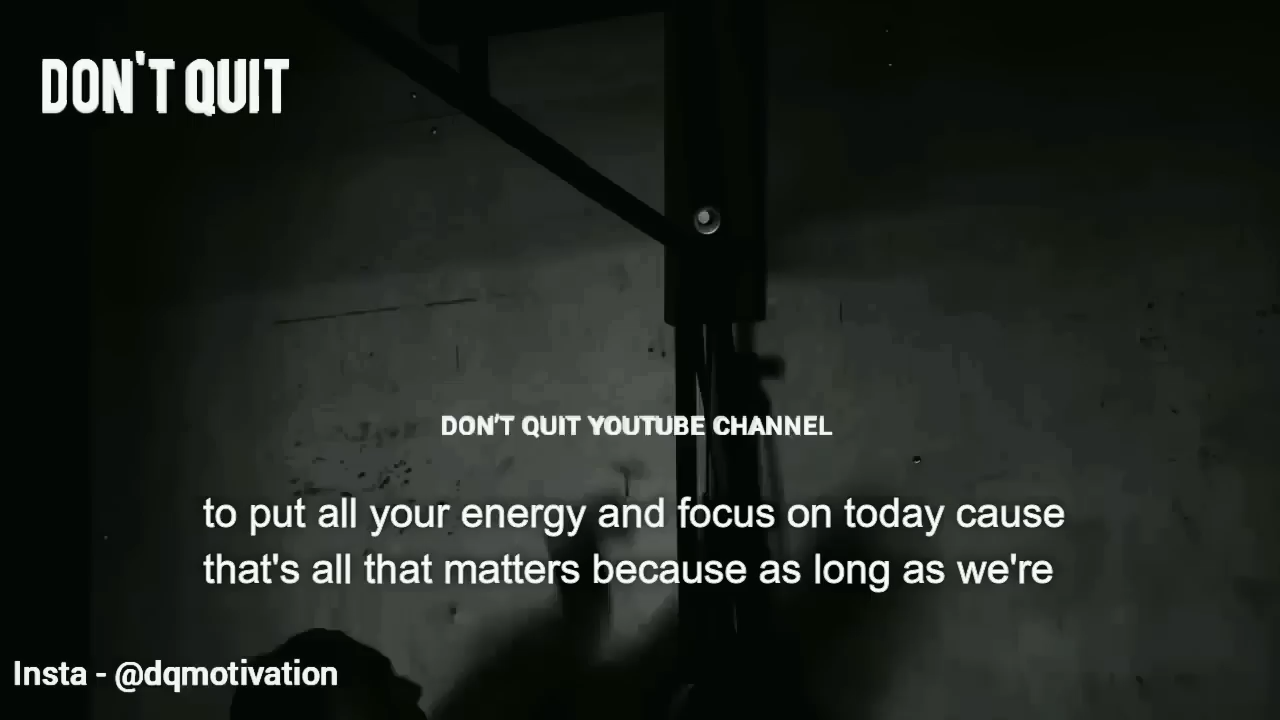 DON'T QUIT
DON'T QUIT YOUTUBE CHANNEL
to put all your energy and focus on today cause
that's all that matters because as long as we're
Insta - @dqmotivation